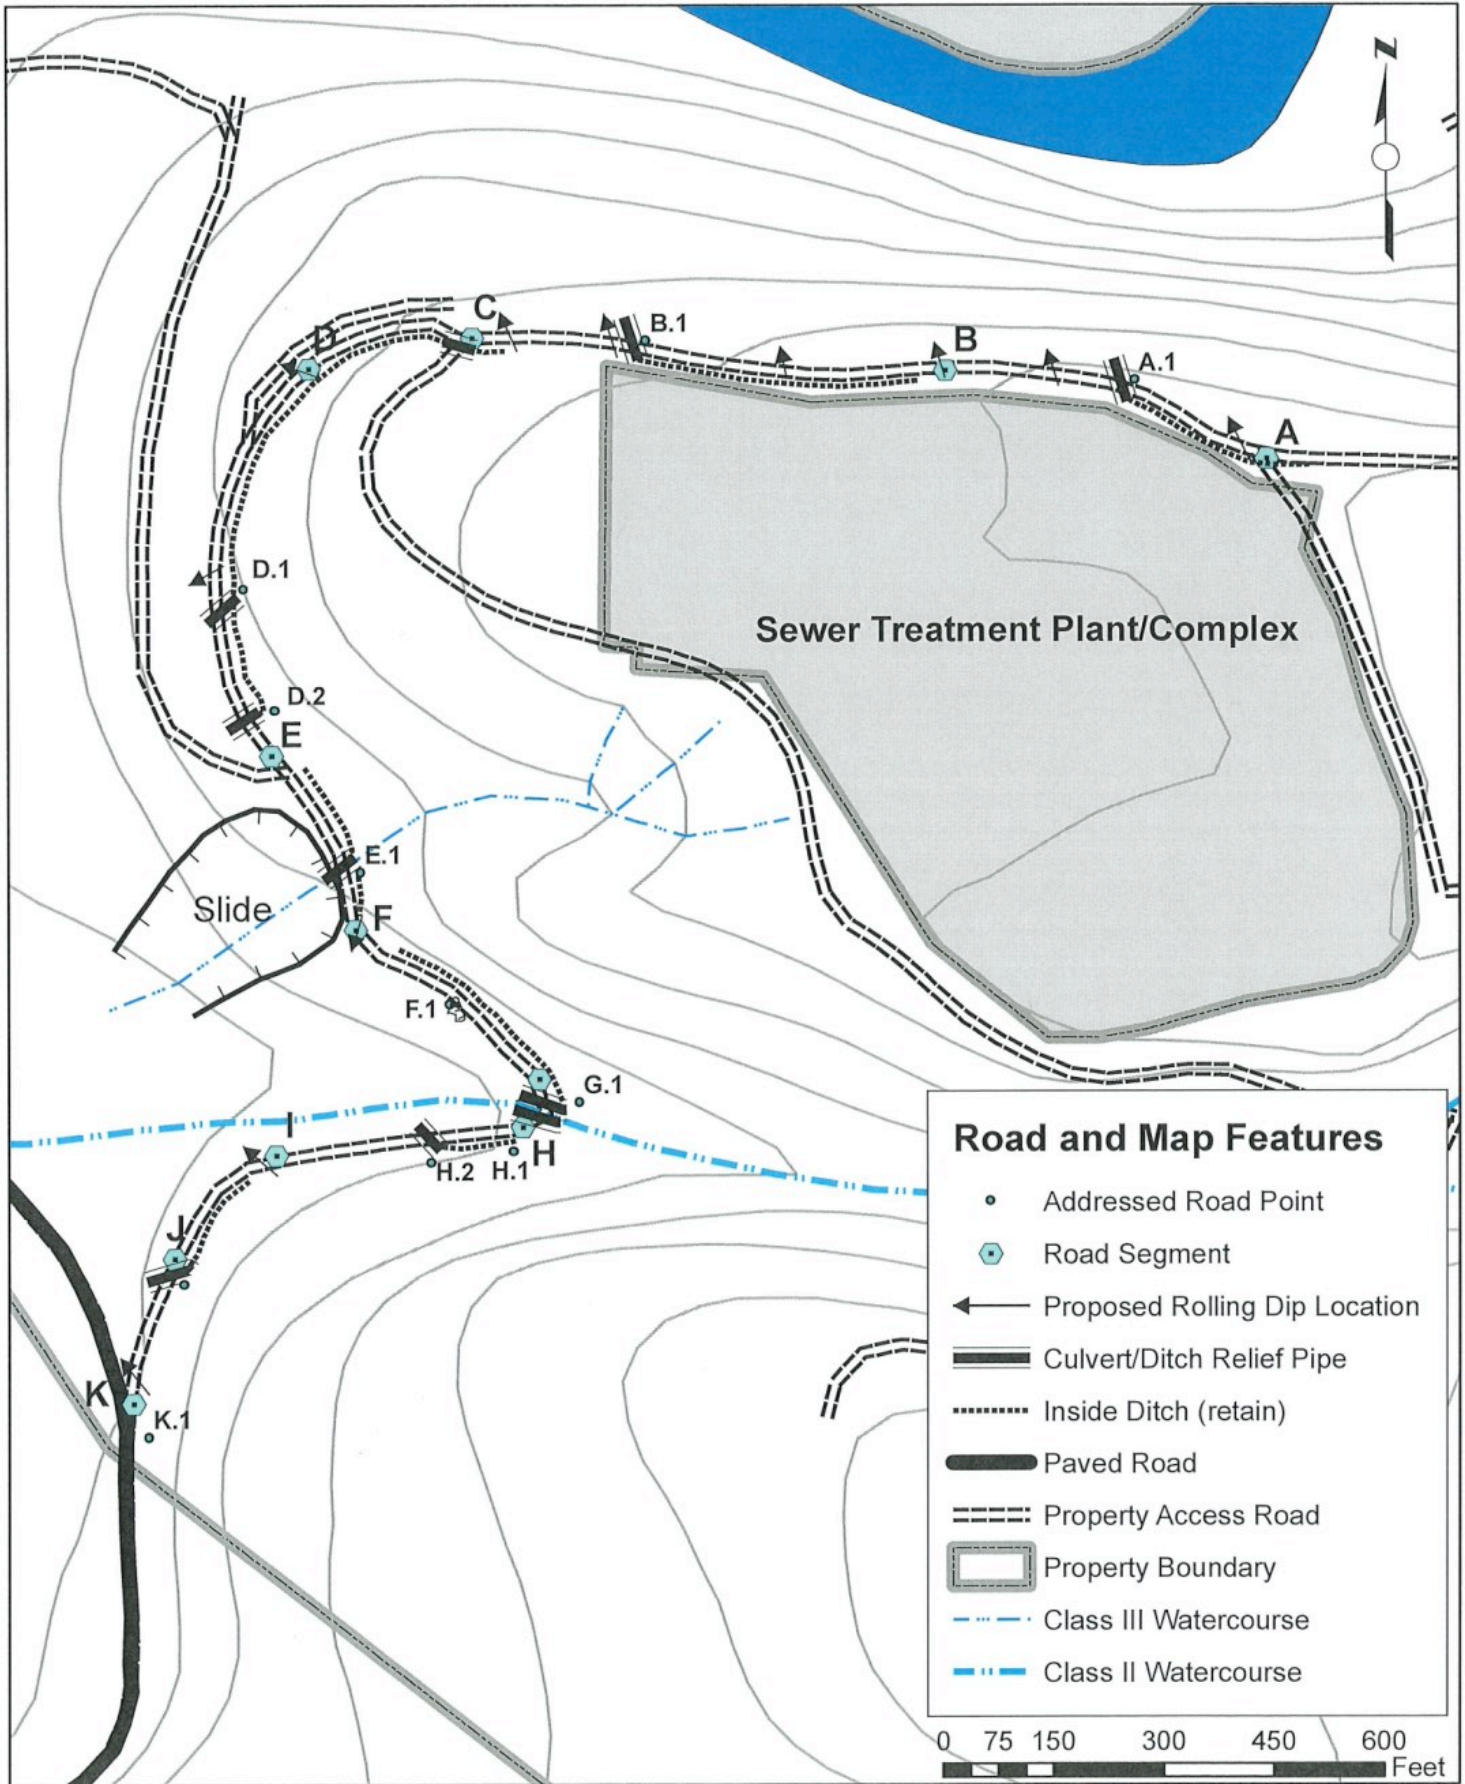 N
C
D
B.1
B
A.1
A
D.1
Sewer Treatment Plant/Complex
D.2
E
E.1
Slide
F
F.1
G.1
I
H.2
H.1
H
J
K
K.1
Road and Map Features
Addressed Road Point
Road Segment
Proposed Rolling Dip Location
Culvert/Ditch Relief Pipe
Inside Ditch (retain)
Paved Road
Property Access Road
Property Boundary
Class III Watercourse
Class II Watercourse
0 75 150 300 450 600
Feet